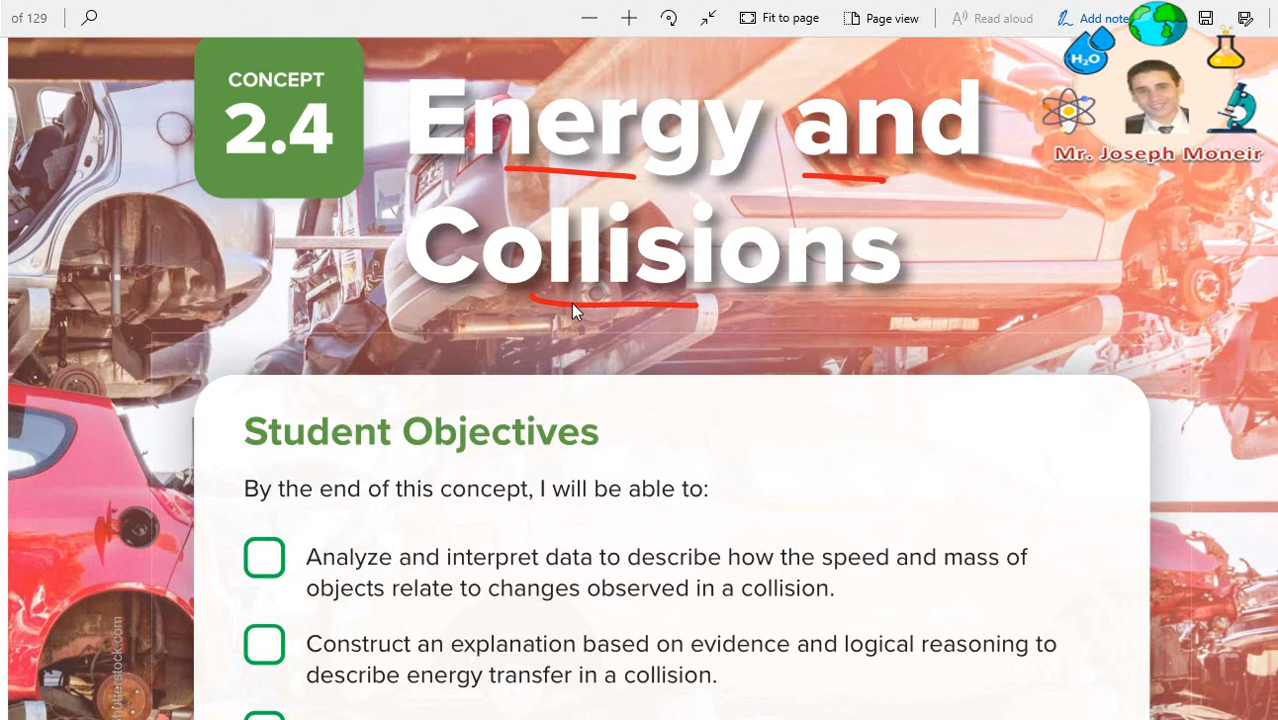 of 129
Fit to page
Page view
Read aloud
Add note
H₂O
Mr. Joseph Moneir
CONCEPT
2.4
Energy and
Collisions
Student Objectives
By the end of this concept, I will be able to:
Analyze and interpret data to describe how the speed and mass of
objects relate to changes observed in a collision.
Construct an explanation based on evidence and logical reasoning to
describe energy transfer in a collision.
shutterstock.com